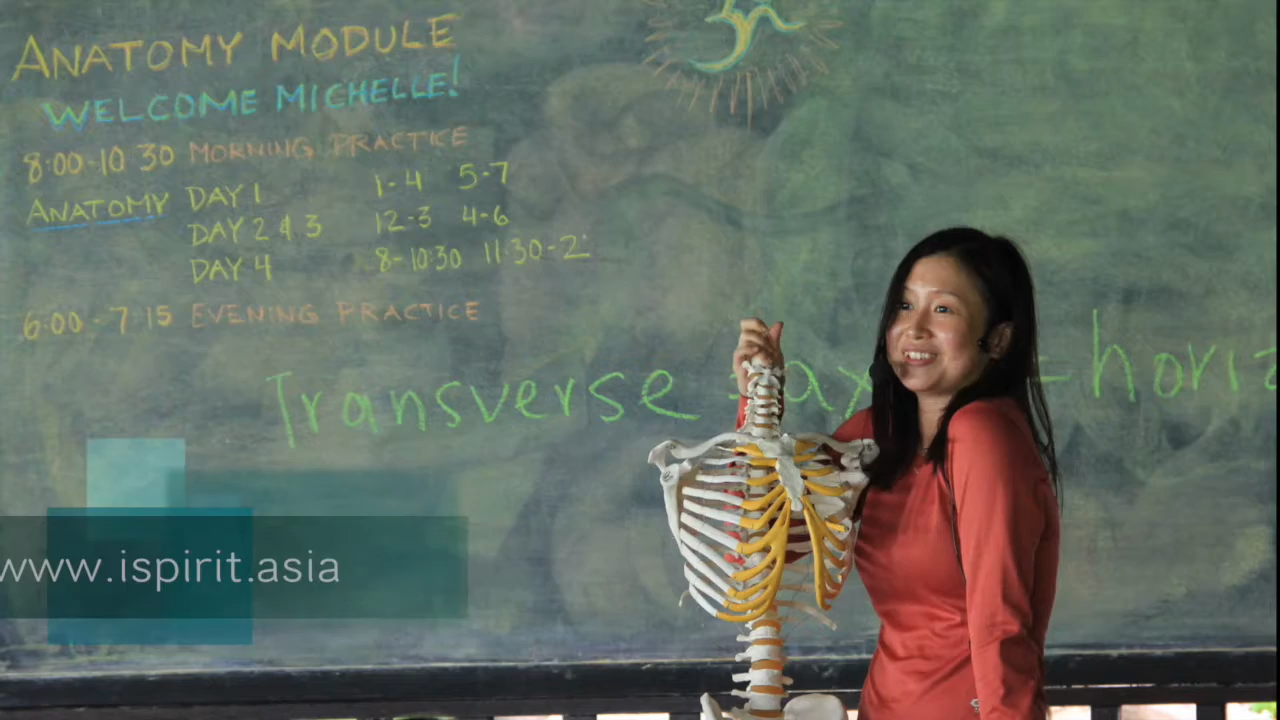 ANATOMY MODULE
WELCOME MICHELLE!
8:00-10 30 MORNING PRACTICE
ANATOMY DAY 1 1-4 5-7
DAY 2 & 3 12-3 4-6
DAY 4 8-10:30 11:30-2
6:00 - 7:15 EVENING PRACTICE
Transverse
www.ispirit.asia